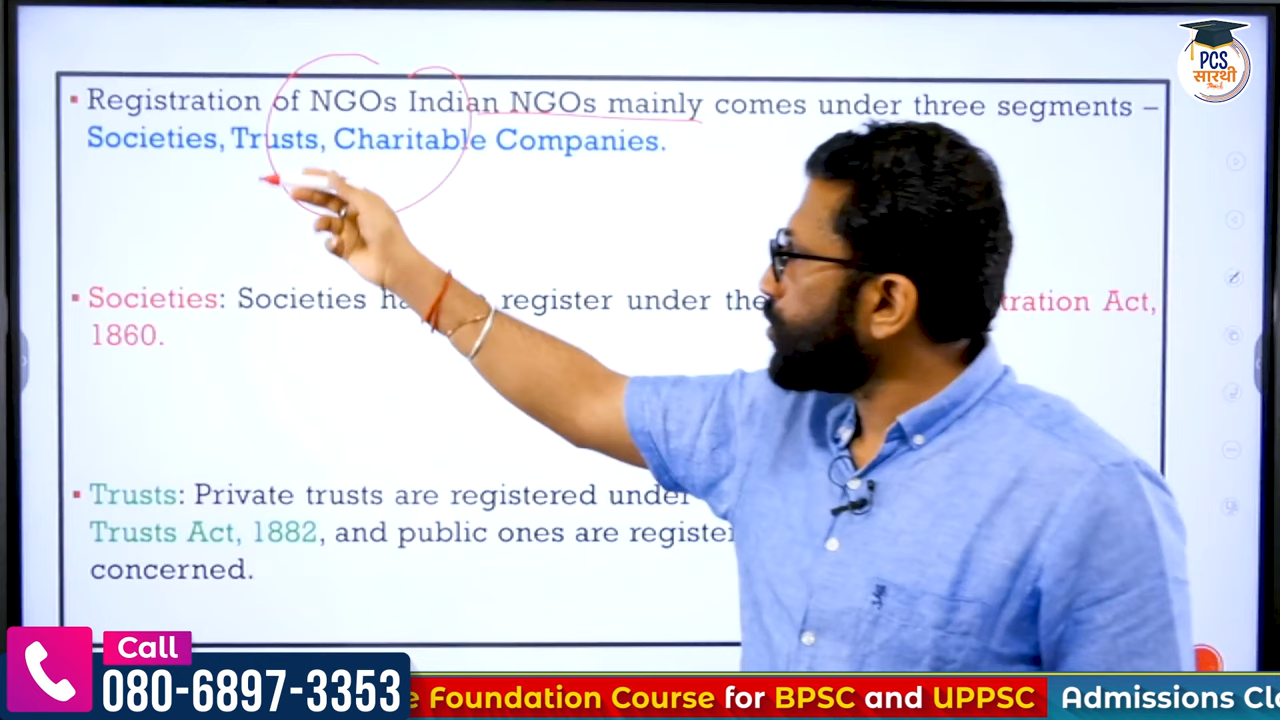 PCS
सारथी
▪ Registration of NGOs Indian NGOs mainly comes under three segments –
Societies, Trusts, Charitable Companies.
▪ Societies: Societies register under the tration Act,
1860.
▪ Trusts: Private trusts are registered under
Trusts Act, 1882, and public ones are register
concerned.
Call
080-6897-3353
e Foundation Course for BPSC and UPPSC Admissions Cl